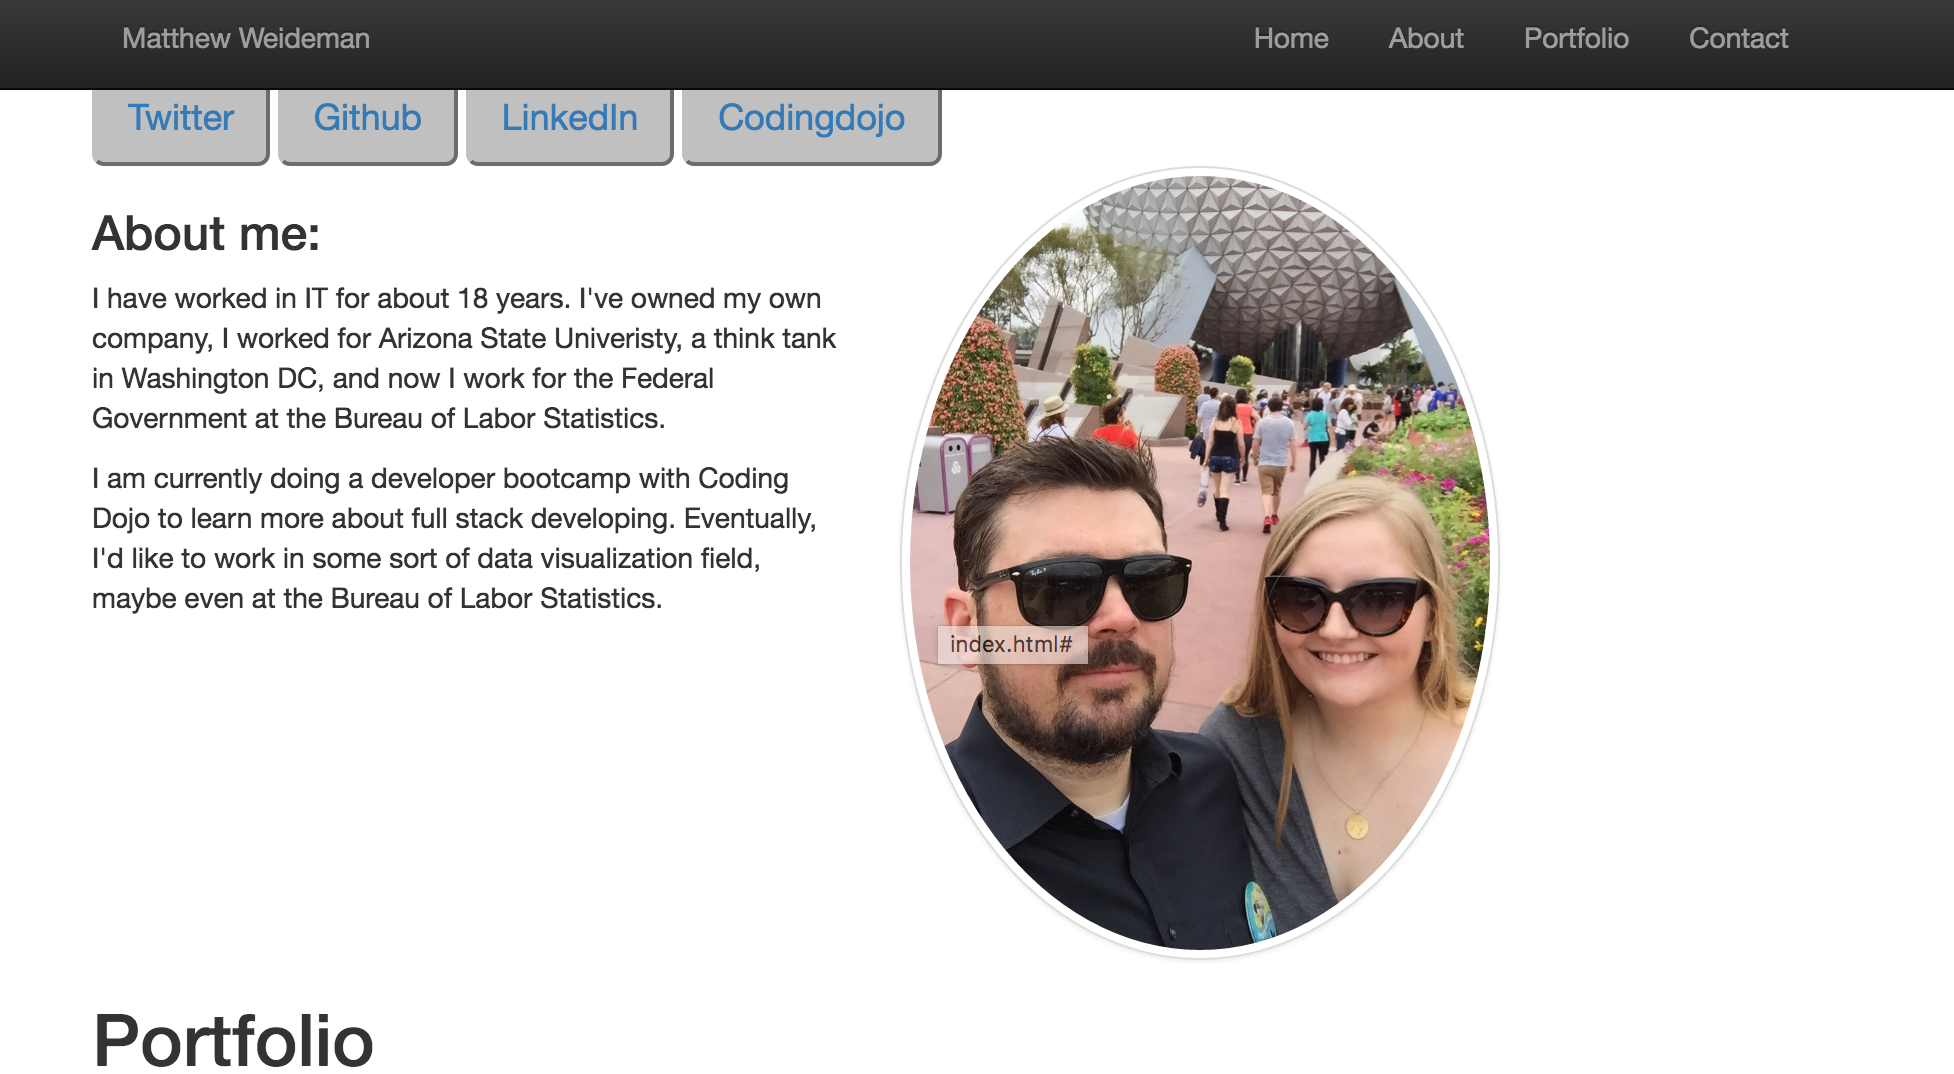 Matthew Weideman Home About Portfolio Contact
Twitter Github LinkedIn Codingdojo
About me:
I have worked in IT for about 18 years. I've owned my own
company, I worked for Arizona State Univeristy, a think tank
in Washington DC, and now I work for the Federal
Government at the Bureau of Labor Statistics.
I am currently doing a developer bootcamp with Coding
Dojo to learn more about full stack developing. Eventually,
I'd like to work in some sort of data visualization field,
maybe even at the Bureau of Labor Statistics.
index.html#
Portfolio